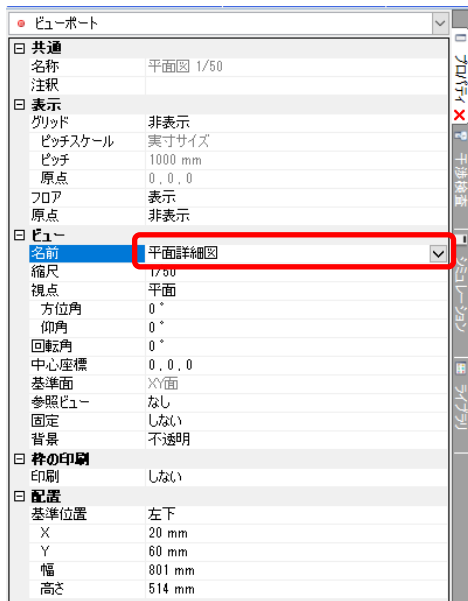 ビューポート
共通
名称 平面図 1/50
注釈
表示
グリッド 非表示
ピッチスケール 実寸サイズ
ピッチ 1000 mm
原点 0,0,0
フロア 表示
原点 非表示
ビュー
名前 平面詳細図
縮尺 1/50
視点 平面
方位角 0°
仰角 0°
回転角 0°
中心座標 0,0,0
基準面 XY面
参照ビュー なし
固定 しない
背景 不透明
枠の印刷
印刷 しない
配置
基準位置 左下
X 20 mm
Y 60 mm
幅 801 mm
高さ 514 mm
プロパティ
干渉検査
シミュレーション
ライブラリ